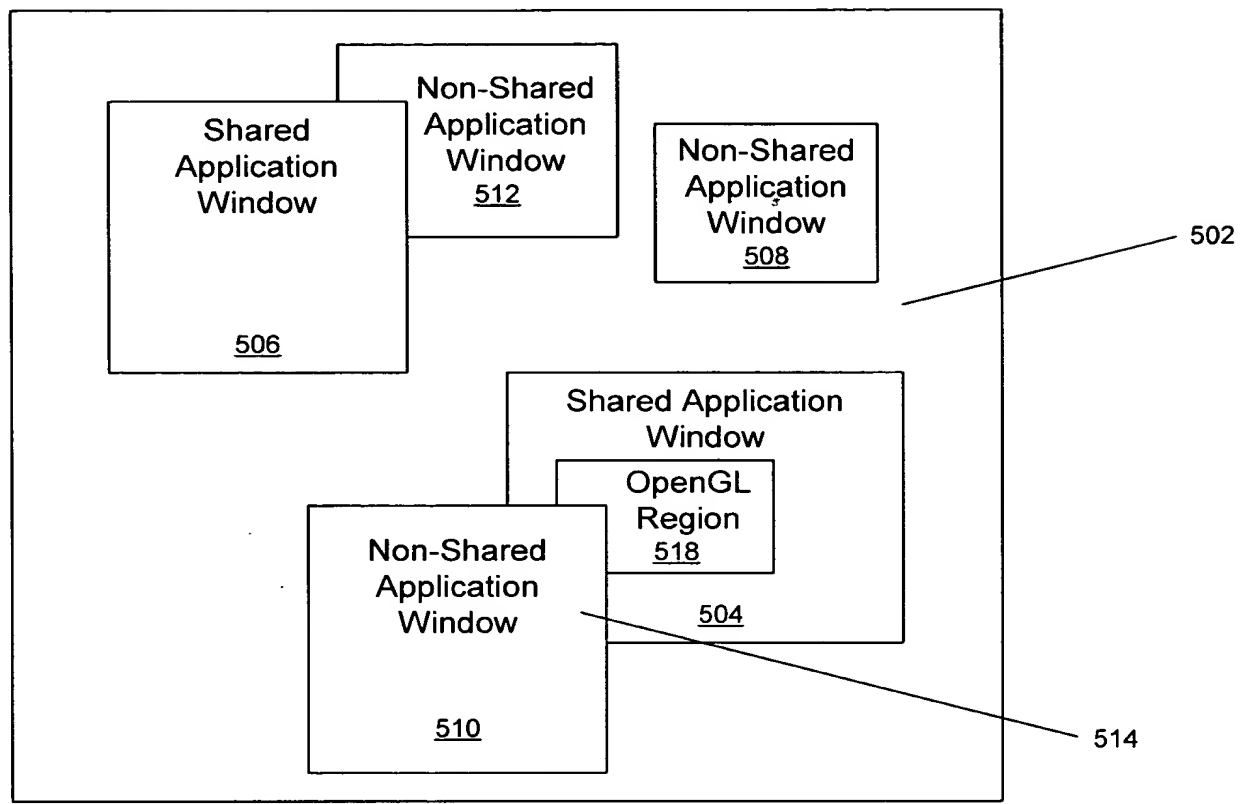 Non-Shared
Application
Window
512
Shared
Application
Window
506
Non-Shared
Application
Window
508
502
Shared Application
Window
OpenGL
Region
518
504
Non-Shared
Application
Window
510
514